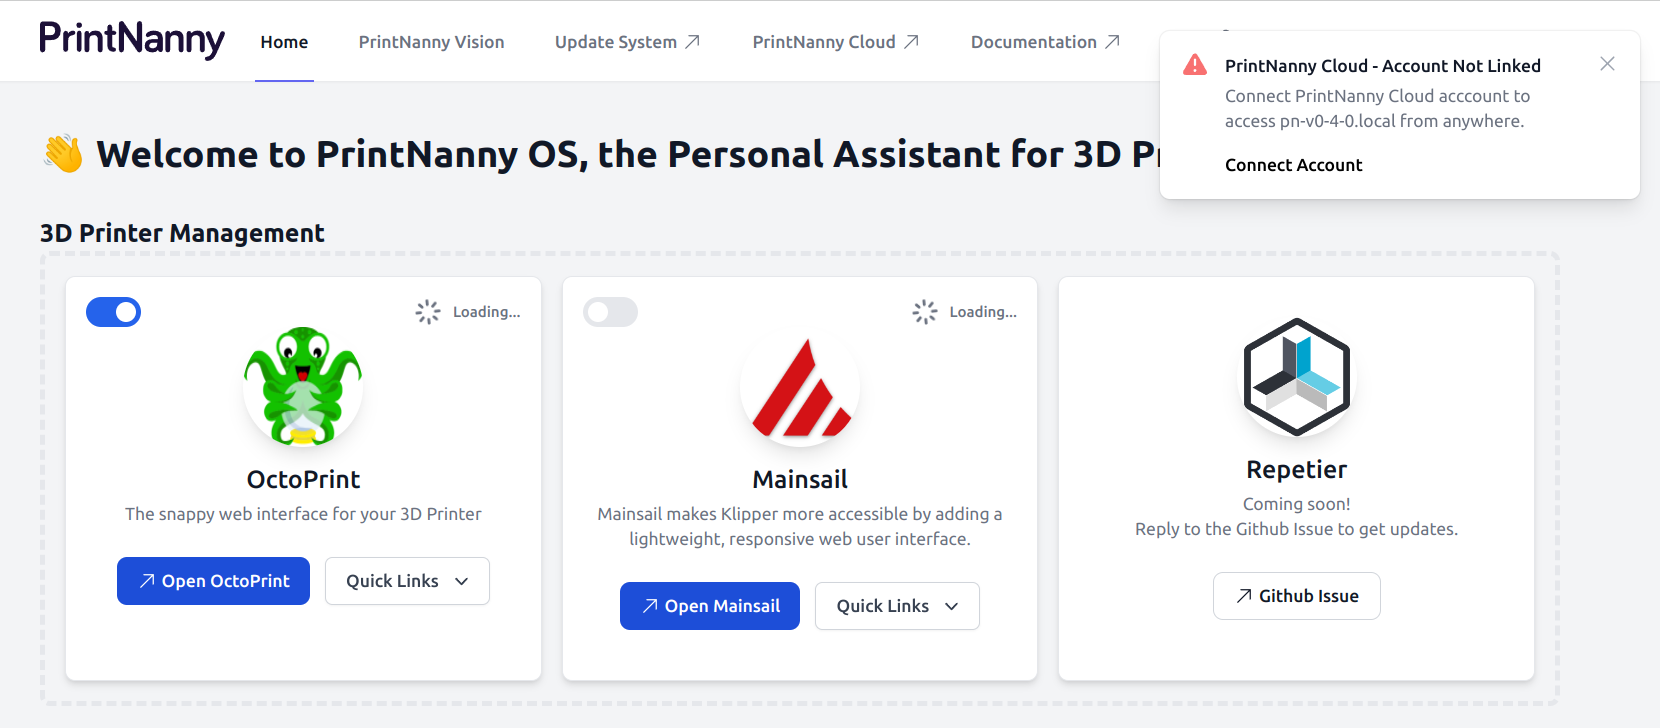 PrintNanny
Home
PrintNanny Vision
Update System
PrintNanny Cloud
Documentation
PrintNanny Cloud - Account Not Linked
Connect PrintNanny Cloud acccount to
access pn-v0-4-0.local from anywhere.
Connect Account
Welcome to PrintNanny OS, the Personal Assistant for 3D
3D Printer Management
Loading...
OctoPrint
The snappy web interface for your 3D Printer
Open OctoPrint
Quick Links
Loading...
Mainsail
Mainsail makes Klipper more accessible by adding a
lightweight, responsive web user interface.
Open Mainsail
Quick Links
Repetier
Coming soon!
Reply to the Github Issue to get updates.
Github Issue